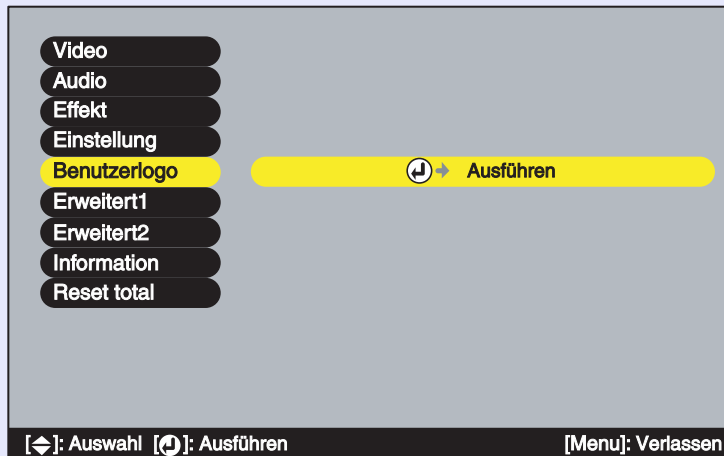 Video
Audio
Effekt
Einstellung
Benutzerlogo
Ausführen
Erweitert1
Erweitert2
Information
Reset total
[]: Auswahl []: Ausführen
[Menu]: Verlassen